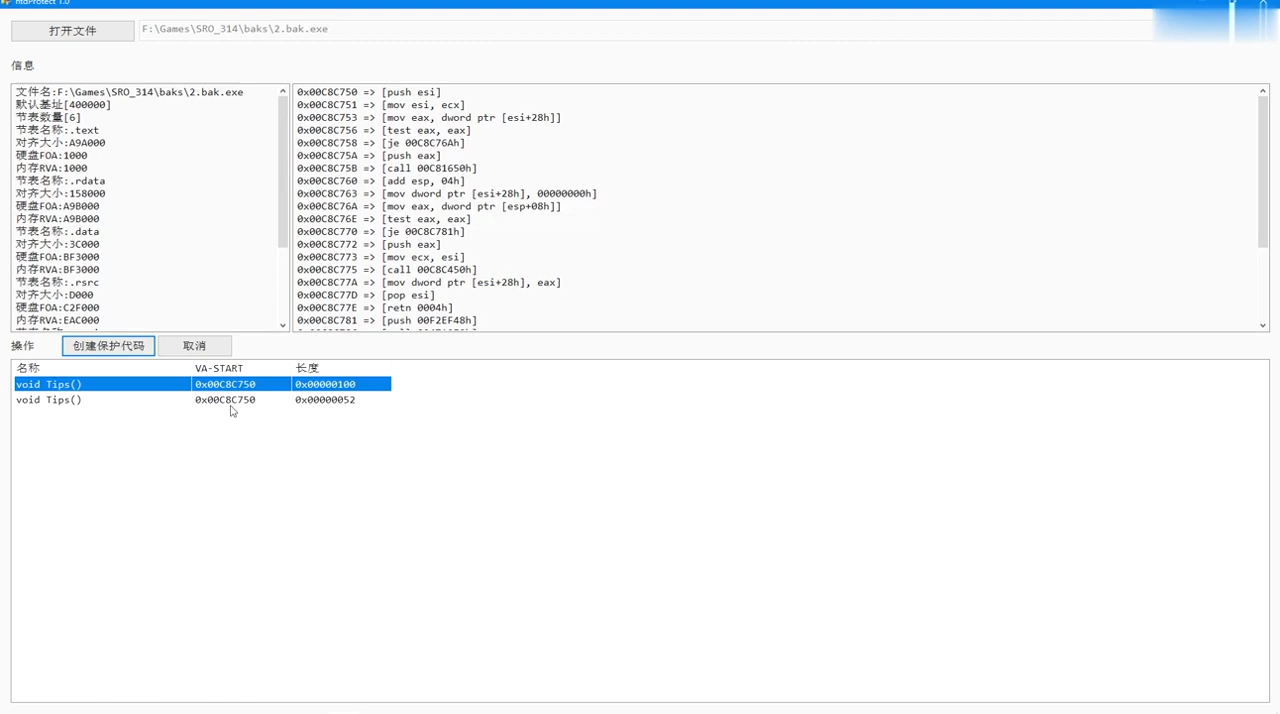 ntdProtect 1.0
打开文件
F:\Games\SRO_314\baks\2.bak.exe
信息
文件名:F:\Games\SRO_314\baks\2.bak.exe
默认基址[400000]
节表数量[6]
节表名称:.text
对齐大小:A9A000
硬盘FOA:1000
内存RVA:1000
节表名称:.rdata
对齐大小:158000
硬盘FOA:A9B000
内存RVA:A9B000
节表名称:.data
对齐大小:3C000
硬盘FOA:BF3000
内存RVA:BF3000
节表名称:.rsrc
对齐大小:D000
硬盘FOA:C2F000
内存RVA:EAC000
0x00C8C750 => [push esi]
0x00C8C751 => [mov esi, ecx]
0x00C8C753 => [mov eax, dword ptr [esi+28h]]
0x00C8C756 => [test eax, eax]
0x00C8C758 => [je 00C8C76Ah]
0x00C8C75A => [push eax]
0x00C8C75B => [call 00C81650h]
0x00C8C760 => [add esp, 04h]
0x00C8C763 => [mov dword ptr [esi+28h], 00000000h]
0x00C8C76A => [mov eax, dword ptr [esp+08h]]
0x00C8C76E => [test eax, eax]
0x00C8C770 => [je 00C8C781h]
0x00C8C772 => [push eax]
0x00C8C773 => [mov ecx, esi]
0x00C8C775 => [call 00C8C450h]
0x00C8C77A => [mov dword ptr [esi+28h], eax]
0x00C8C77D => [pop esi]
0x00C8C77E => [retn 0004h]
0x00C8C781 => [push 00F2EF48h]
操作 创建保护代码 取消
名称 VA-START 长度
void Tips() 0x00C8C750 0x00000100
void Tips() 0x00C8C750 0x00000052